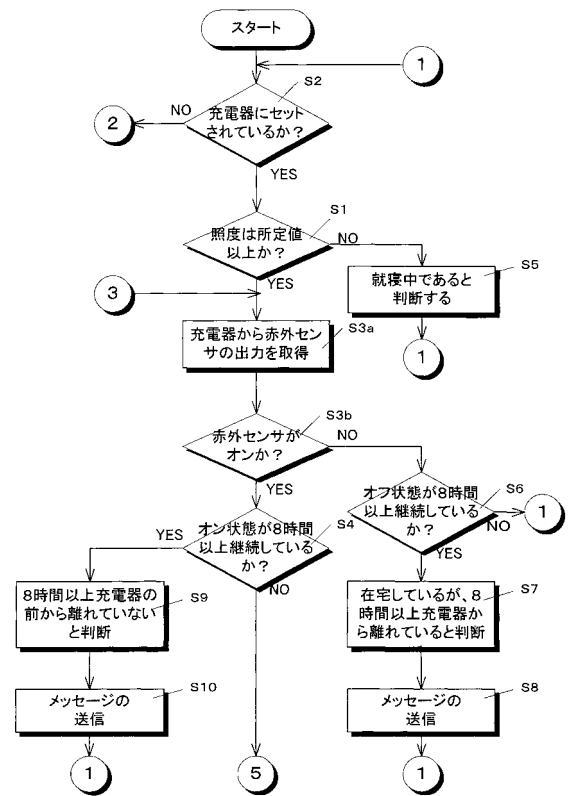 スタート
1
S2
充電器にセット
されているか？
NO
2
YES
S1
照度は所定値
以上か？
NO
YES
3
S5
就寝中であると
判断する
1
充電器から赤外セン
サの出力を取得
S3a
S3b
赤外センサが
オンか？
NO
YES
オフ状態が8時間
以上継続している
か？
S6
NO
1
YES
オン状態が8時間
以上継続している
か？
S4
YES
NO
8時間以上充電器の
前から離れていない
と判断
S9
在宅しているが、8
時間以上充電器か
ら離れていると判断
S7
メッセージの
送信
S10
メッセージの
送信
S8
1
5
1